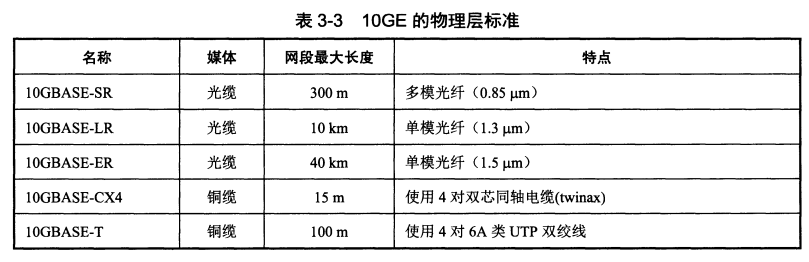 表 3-3 10GE 的物理层标准
名称 媒体 网段最大长度 特点
10GBASE-SR 光缆 300 m 多模光纤（0.85 μm）
10GBASE-LR 光缆 10 km 单模光纤（1.3 μm）
10GBASE-ER 光缆 40 km 单模光纤（1.5 μm）
10GBASE-CX4 铜缆 15 m 使用 4 对双芯同轴电缆(twinax)
10GBASE-T 铜缆 100 m 使用 4 对 6A 类 UTP 双绞线